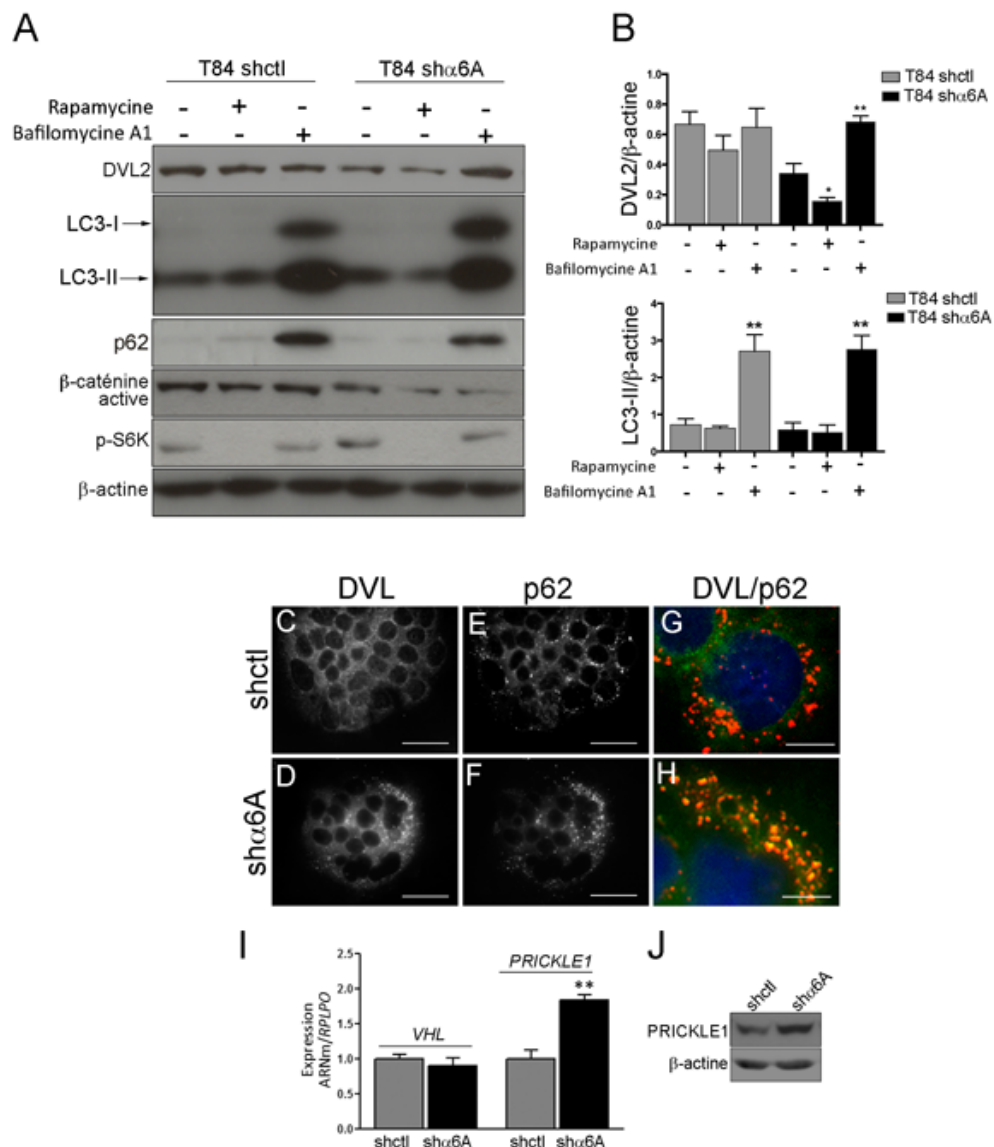 A
T84 shctl T84 shα6A
Rapamycine - + - - + -
Bafilomycine A1 - - + - - +
DVL2
LC3-I
LC3-II
p62
β-caténine
active
p-S6K
β-actine
B
T84 shctl
T84 shα6A
DVL2/β-actine
1.0
0.8
0.6
0.4
0.2
0.0
*
**
Rapamycine - + - - + -
Bafilomycine A1 - - + - - +
T84 shctl
T84 shα6A
LC3-II/β-actine
4
3
2
1
0
**
**
Rapamycine - + - - + -
Bafilomycine A1 - - + - - +
DVL p62 DVL/p62
shctl
C E G
shα6A
D F H
I
Expression
ARNm/RPLPO
2.5
2.0
1.5
1.0
0.5
0.0
VHL
PRICKLE1
**
shctl shα6A shctl shα6A
J
shctl shα6A
PRICKLE1
β-actine